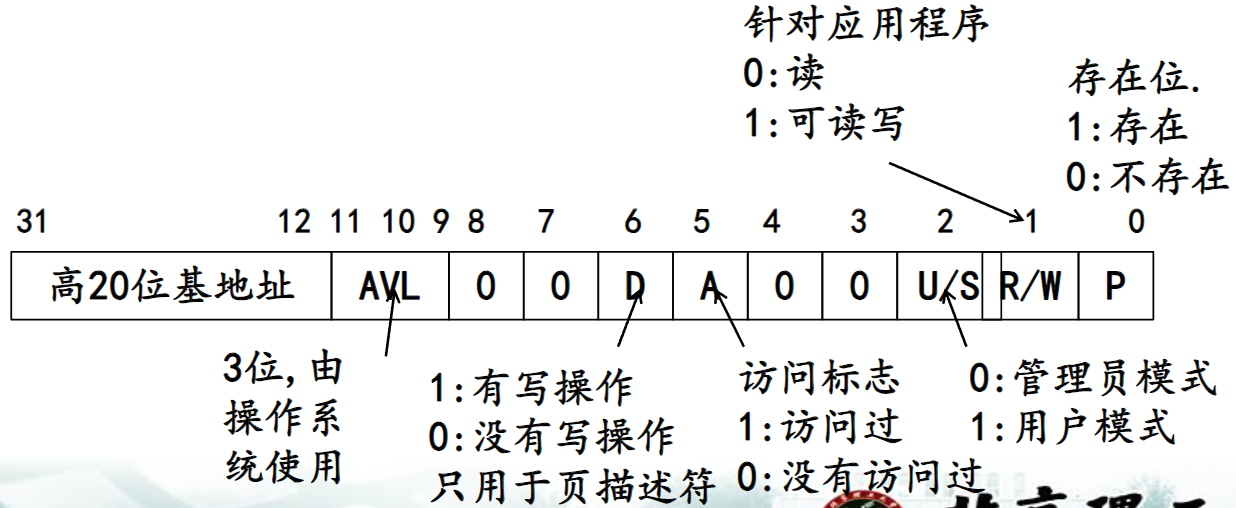 针对应用程序
0:读
1:可读写
存在位.
1:存在
0:不存在
31 12 11 10 9 8 7 6 5 4 3 2 1 0
高20位基地址 AVL 0 0 D A 0 0 U/S R/W P
3位,由
操作系
统使用
1:有写操作
0:没有写操作
只用于页描述符
访问标志
1:访问过
0:没有访问过
0:管理员模式
1:用户模式